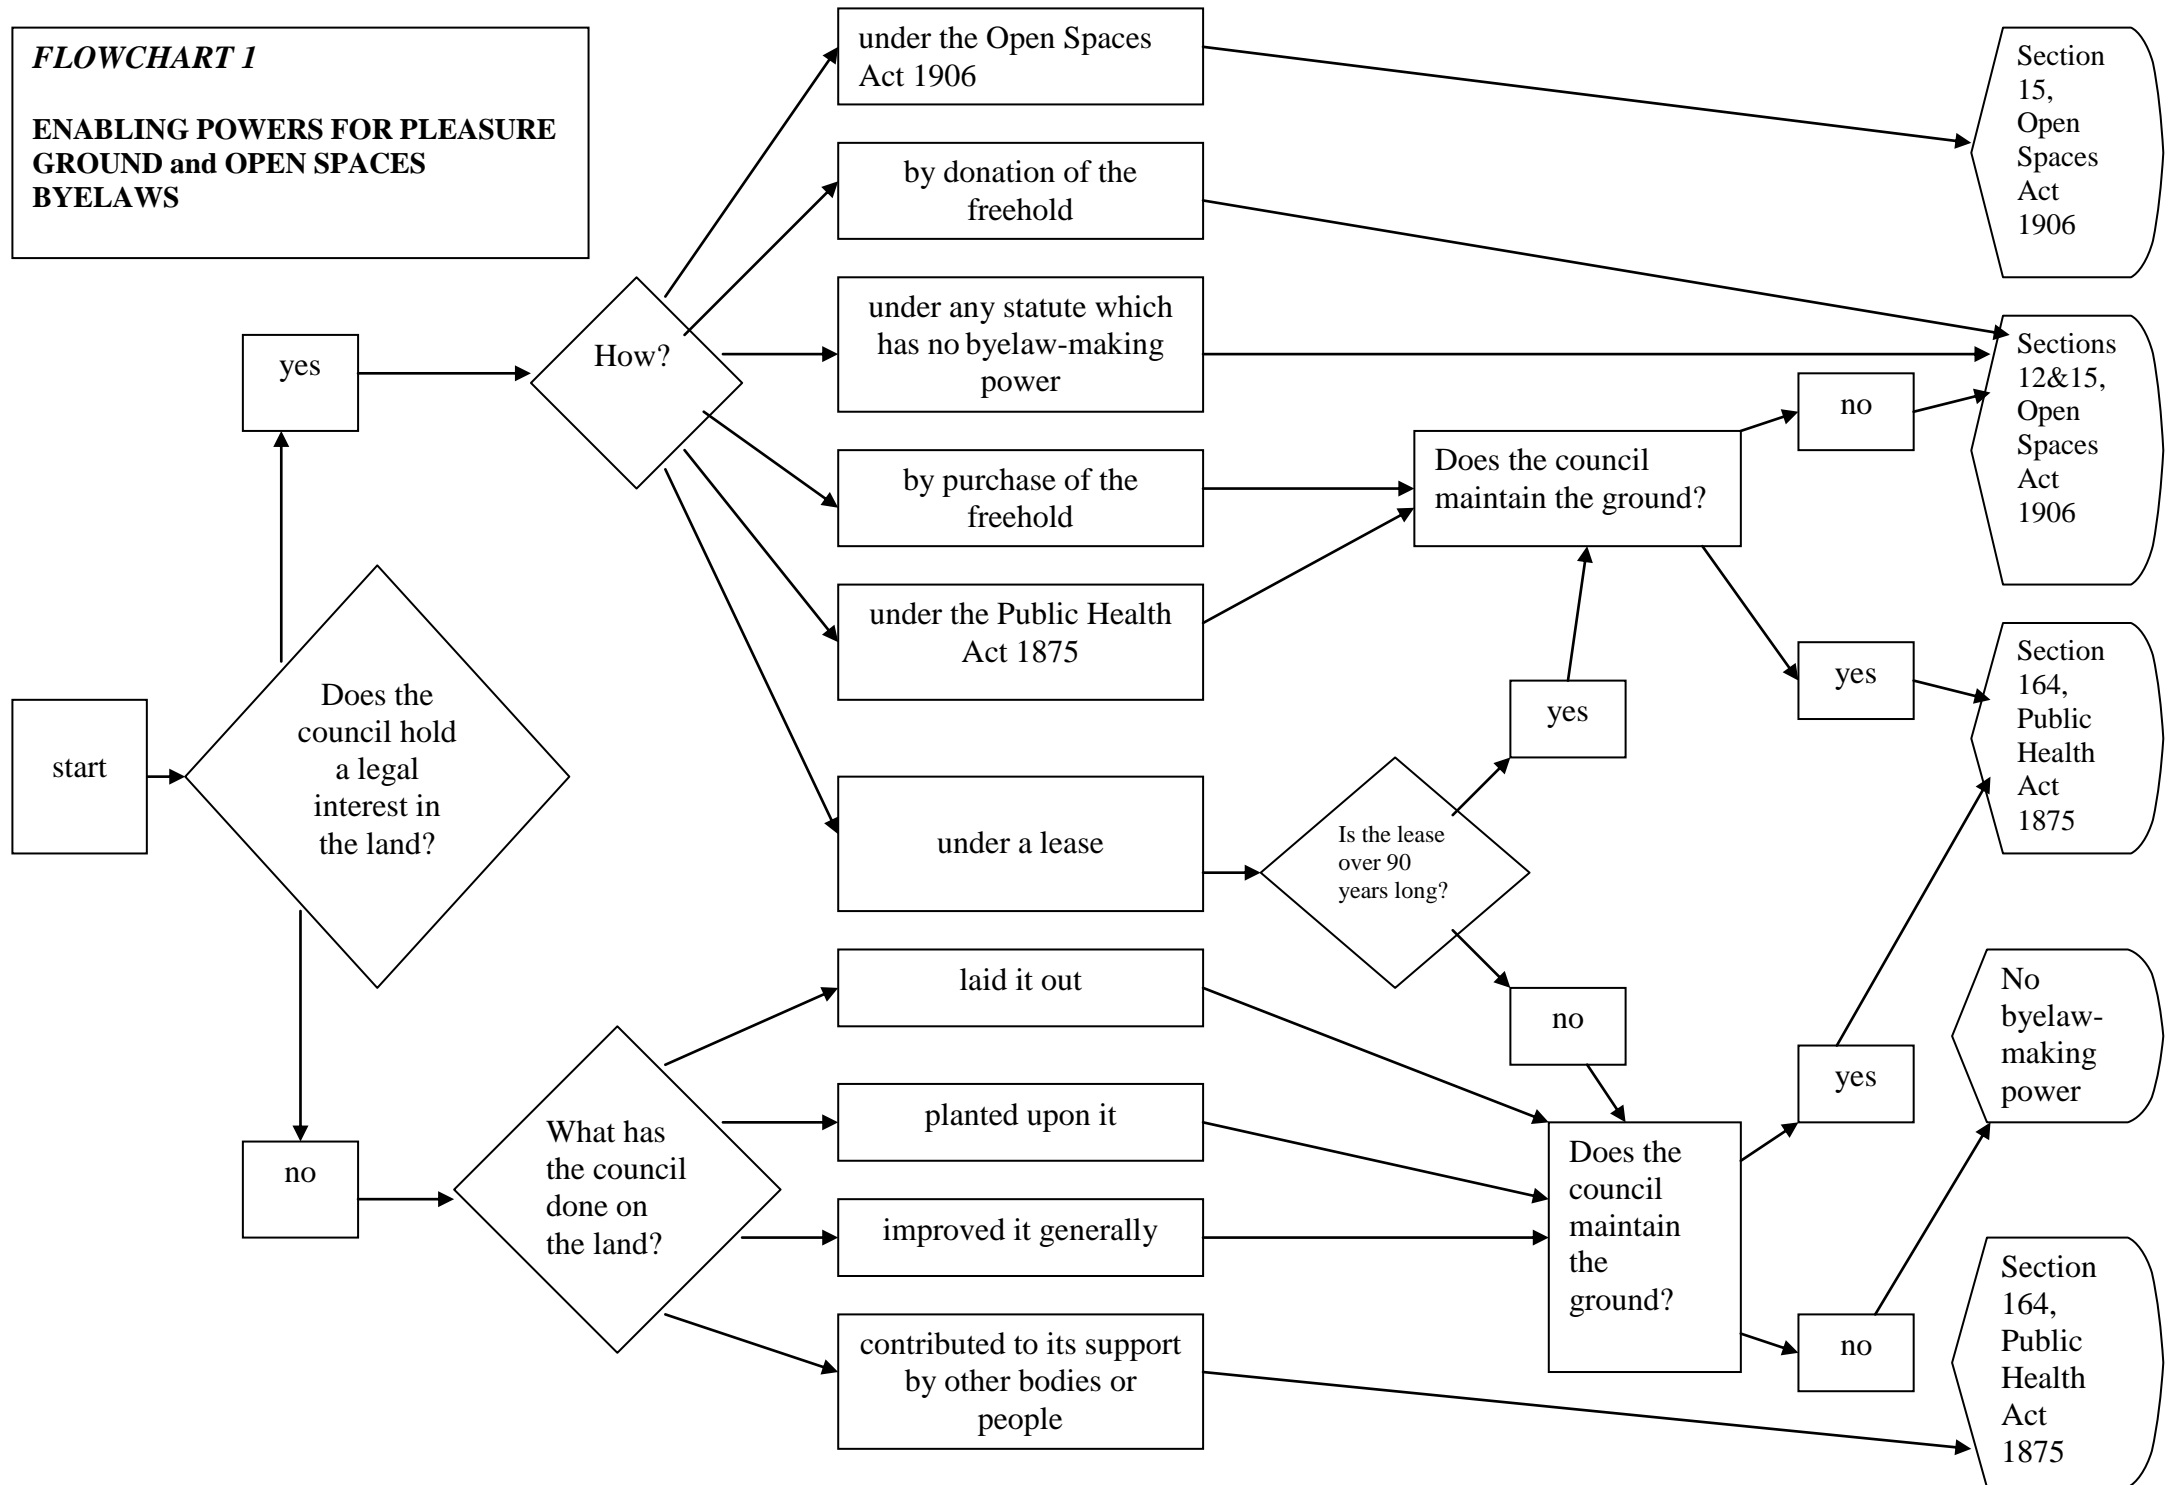 FLOWCHART 1
ENABLING POWERS FOR PLEASURE
GROUND and OPEN SPACES
BYELAWS
start
Does the
council hold
a legal
interest in
the land?
yes
no
How?
under the Open Spaces
Act 1906
by donation of the
freehold
under any statute which
has no byelaw-making
power
by purchase of the
freehold
under the Public Health
Act 1875
under a lease
Is the lease
over 90
years long?
yes
no
Does the council
maintain the ground?
no
yes
What has
the council
done on
the land?
laid it out
planted upon it
improved it generally
contributed to its support
by other bodies or
people
Does the
council
maintain
the
ground?
yes
no
Section
15,
Open
Spaces
Act
1906
Sections
12&15,
Open
Spaces
Act
1906
Section
164,
Public
Health
Act
1875
No
byelaw-
making
power
Section
164,
Public
Health
Act
1875